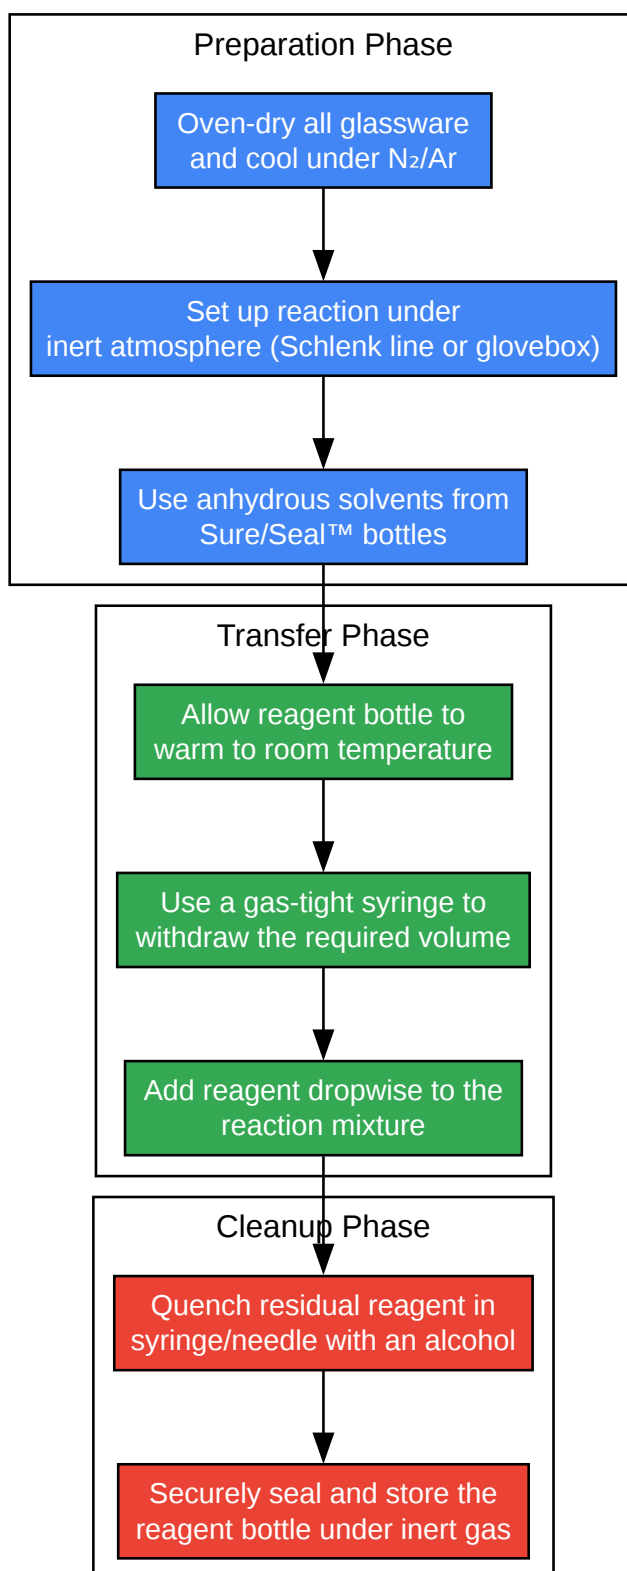 Preparation Phase
Oven-dry all glassware
and cool under N₂/Ar
Set up reaction under
inert atmosphere (Schlenk line or glovebox)
Use anhydrous solvents from
Sure/Seal™ bottles
Transfer Phase
Allow reagent bottle to
warm to room temperature
Use a gas-tight syringe to
withdraw the required volume
Add reagent dropwise to the
reaction mixture
Cleanup Phase
Quench residual reagent in
syringe/needle with an alcohol
Securely seal and store the
reagent bottle under inert gas